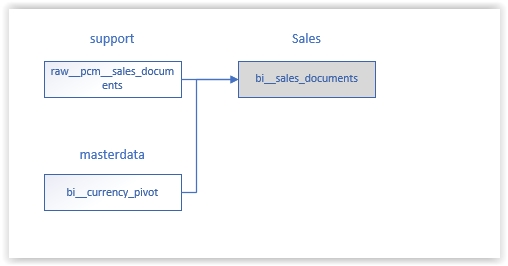 support
Sales
raw__pcm__sales_docum
ents
bi__sales_documents
masterdata
bi__currency_pivot